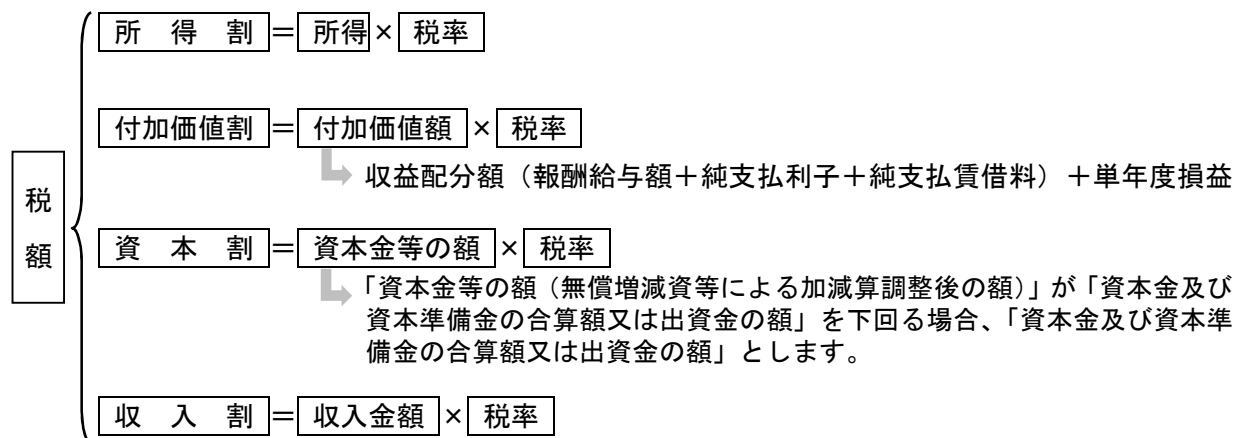 税額
所得割＝所得×税率
付加価値割＝付加価値額×税率
収益配分額（報酬給与額＋純支払利子＋純支払賃借料）＋単年度損益
資本割＝資本金等の額×税率
「資本金等の額（無償増減資等による加減算調整後の額）」が「資本金及び
資本準備金の合算額又は出資金の額」を下回る場合、「資本金及び資本準
備金の合算額又は出資金の額」とします。
収入割＝収入金額×税率